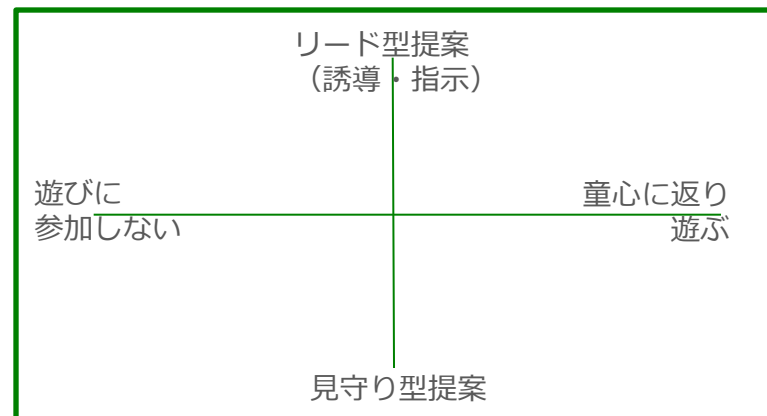 リード型提案
（誘導・指示）
遊びに
参加しない
童心に返り
遊ぶ
見守り型提案